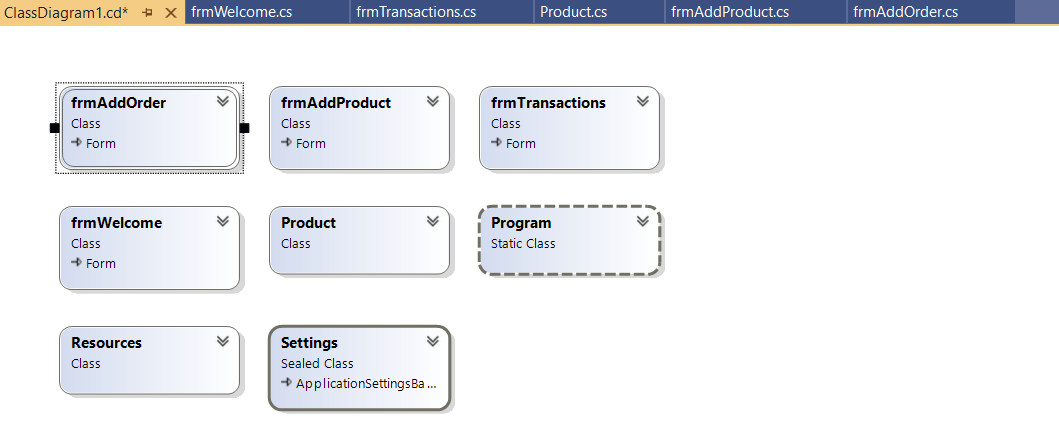 ClassDiagram1.cd* frmWelcome.cs frmTransactions.cs Product.cs frmAddProduct.cs frmAddOrder.cs
frmAddOrder
Class
Form
frmAddProduct
Class
Form
frmTransactions
Class
Form
frmWelcome
Class
Form
Product
Class
Program
Static Class
Resources
Class
Settings
Sealed Class
ApplicationSettingsBa...